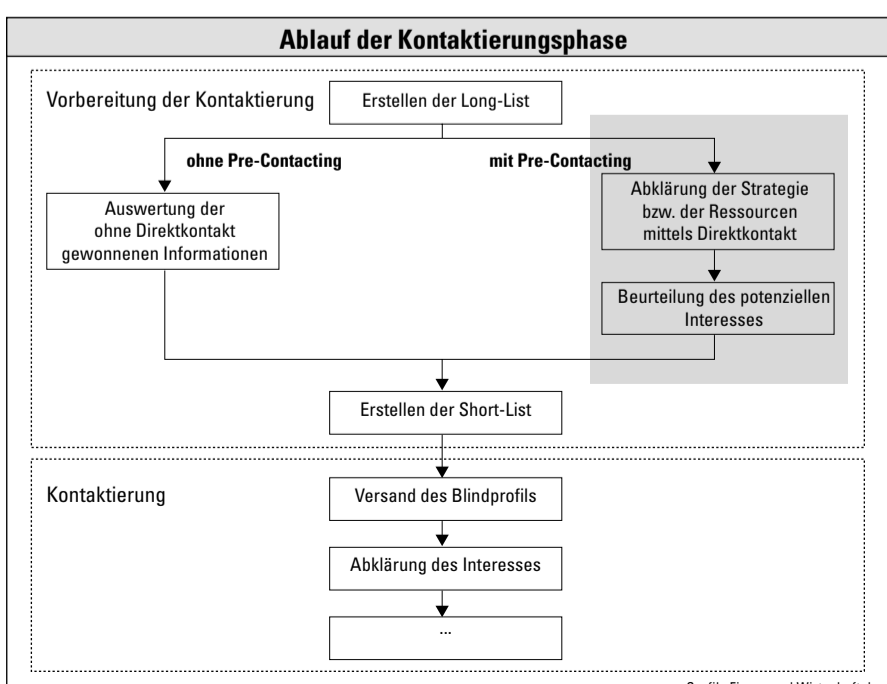 Ablauf der Kontaktierungsphase
Vorbereitung der Kontaktierung
Erstellen der Long-List
ohne Pre-Contacting
mit Pre-Contacting
Auswertung der
ohne Direktkontakt
gewonnenen Informationen
Abklärung der Strategie
bzw. der Ressourcen
mittels Direktkontakt
Beurteilung des potenziellen
Interesses
Erstellen der Short-List
Kontaktierung
Versand des Blindprofils
Abklärung des Interesses
...